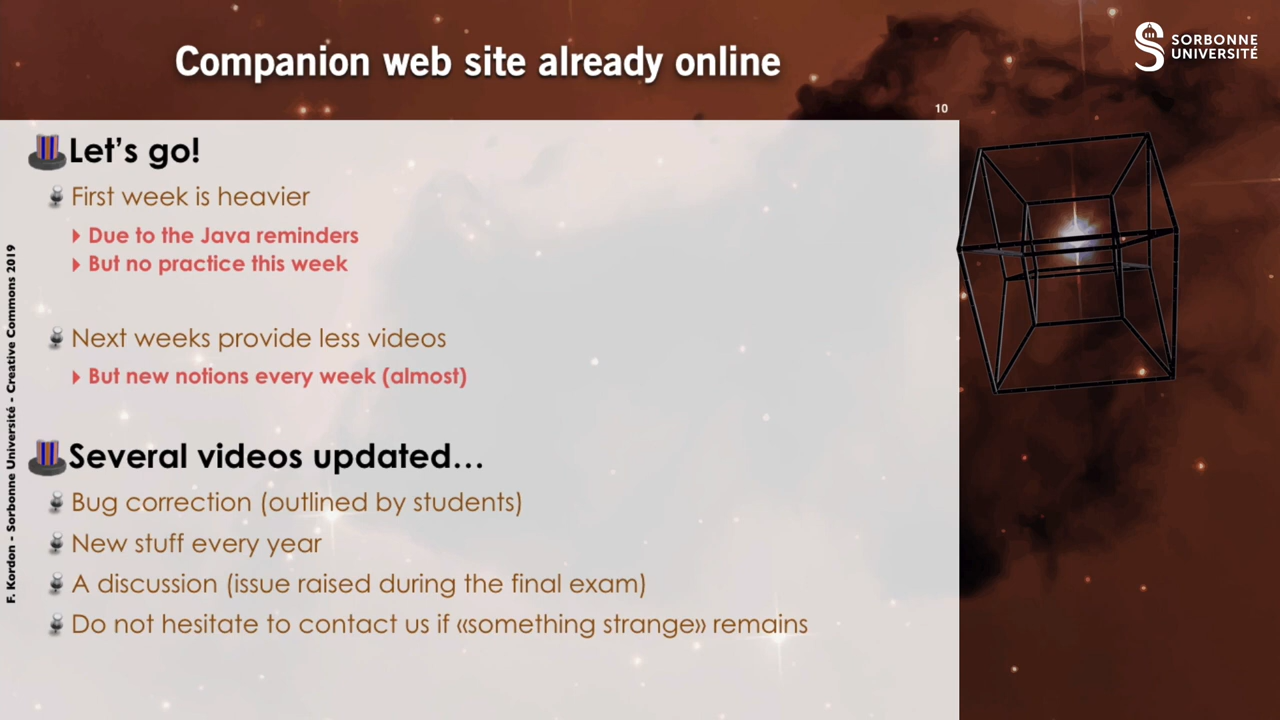 Companion web site already online
SORBONNE
UNIVERSITÉ
10
Let's go!
First week is heavier
Due to the Java reminders
But no practice this week
Next weeks provide less videos
But new notions every week (almost)
Several videos updated…
Bug correction (outlined by students)
New stuff every year
A discussion (issue raised during the final exam)
Do not hesitate to contact us if «something strange» remains
F. Kordon - Sorbonne Université - Creative Commons 2019